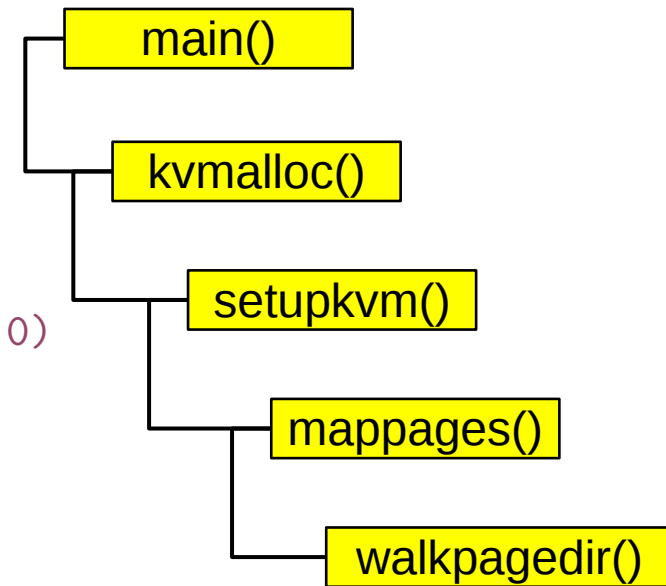 main()
kvmalloc()
setupkvm()
0)
mappages()
walkpagedir()